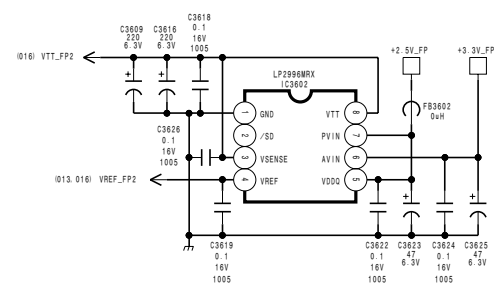 C3609
220
6.3V
C3616
220
6.3V
C3618
0.1
16V
1005
(016) VTT_FP2
+
+
LP2996MRX
IC3602
+2.5V_FP
+3.3V_FP
FB3602
0uH
1
GND
VTT
8
2
/SD
PVIN
7
3
VSENSE
AVIN
6
4
VREF
VDDQ
5
C3626
0.1
16V
1005
(013, 016) VREF_FP2
+
+
C3619
0.1
16V
1005
C3622
0.1
16V
1005
C3623
47
6.3V
C3624
0.1
16V
1005
C3625
47
6.3V